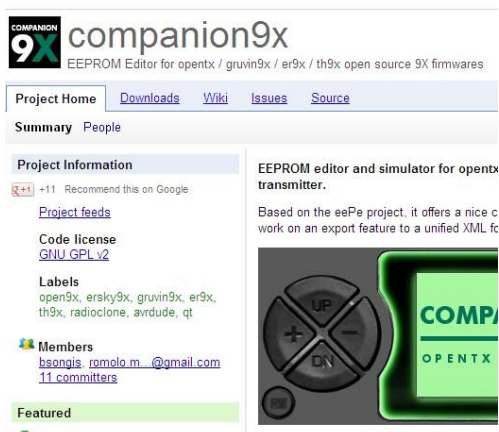 COMPANION
9X
companion9x
EEPROM Editor for opentx / gruvin9x / er9x / th9x open source 9X firmwares
Project Home Downloads Wiki Issues Source
Summary People
Project Information
+1 +11 Recommend this on Google
Project feeds
Code license
GNU GPL v2
Labels
open9x, ersky9x, gruvin9x, er9x,
th9x, radioclone, avrdude, qt
Members
bsongis, romolo.m...@gmail.com
11 committers
Featured
EEPROM editor and simulator for opentx
transmitter.
Based on the eePe project, it offers a nice c
work on an export feature to a unified XML fo
UP
+ -
DN
COMPA
OPENTX